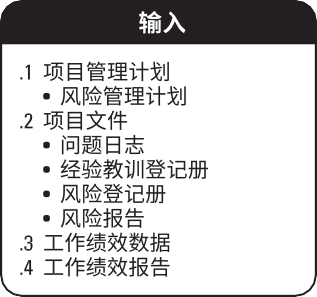 输入
.1 项目管理计划
• 风险管理计划
.2 项目文件
• 问题日志
• 经验教训登记册
• 风险登记册
• 风险报告
.3 工作绩效数据
.4 工作绩效报告